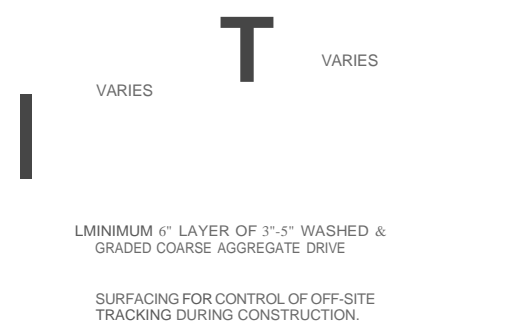 T
VARIES
VARIES
I
LMINIMUM 6" LAYER OF 3"-5" WASHED &
GRADED COARSE AGGREGATE DRIVE
SURFACING FOR CONTROL OF OFF-SITE
TRACKING DURING CONSTRUCTION.